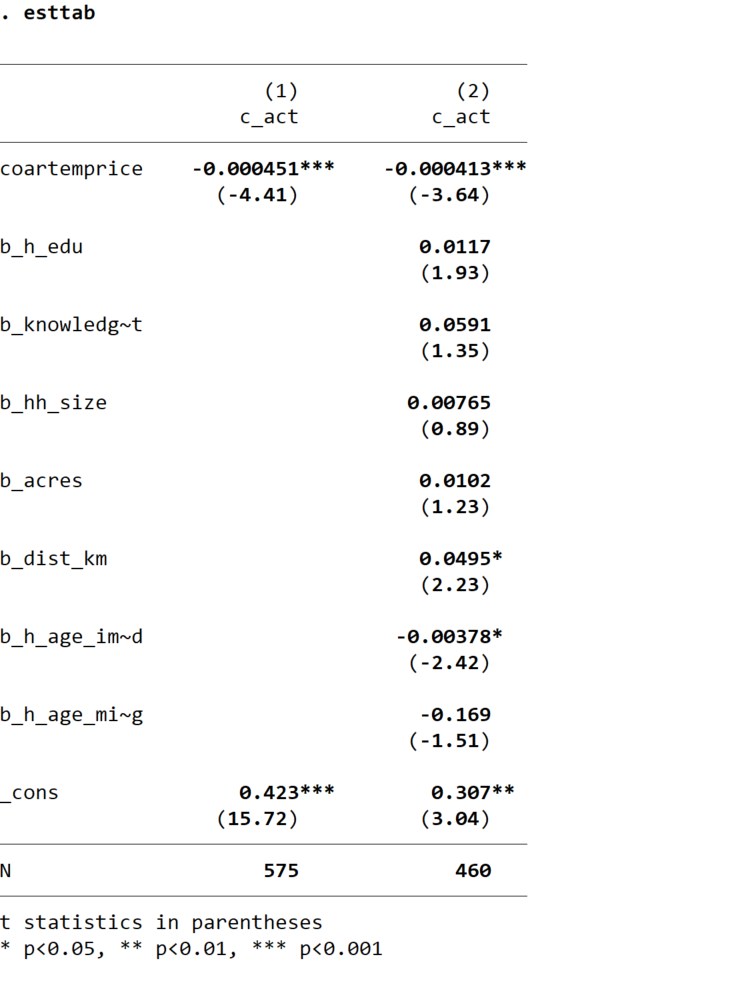 . esttab
(1) (2)
c_act c_act
coartemprice -0.000451*** -0.000413***
(-4.41) (-3.64)
b_h_edu 0.0117
(1.93)
b_knowledg~t 0.0591
(1.35)
b_hh_size 0.00765
(0.89)
b_acres 0.0102
(1.23)
b_dist_km 0.0495*
(2.23)
b_h_age_im~d -0.00378*
(-2.42)
b_h_age_mi~g -0.169
(-1.51)
_cons 0.423*** 0.307**
(15.72) (3.04)
N 575 460
t statistics in parentheses
* p<0.05, ** p<0.01, *** p<0.001